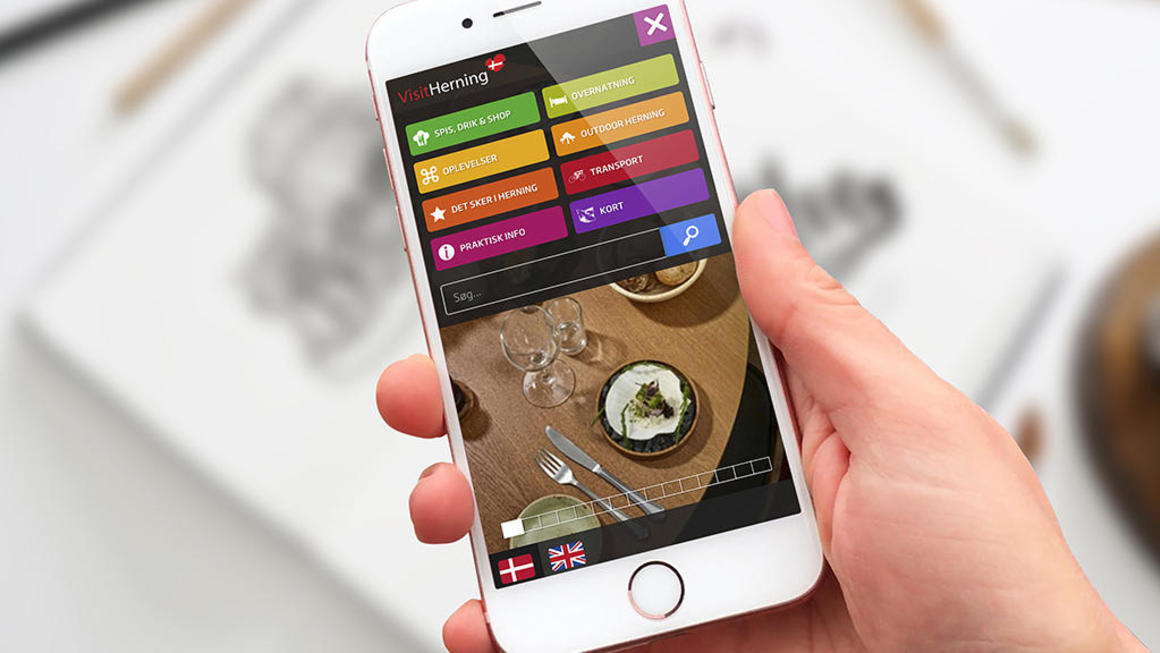 VisitHerning
SPIS, DRIK & SHOP
OVERNATNING
OPLEVELSER
OUTDOOR HERNING
DET SKER I HERNING
TRANSPORT
PRAKTISK INFO
KORT
Søg...